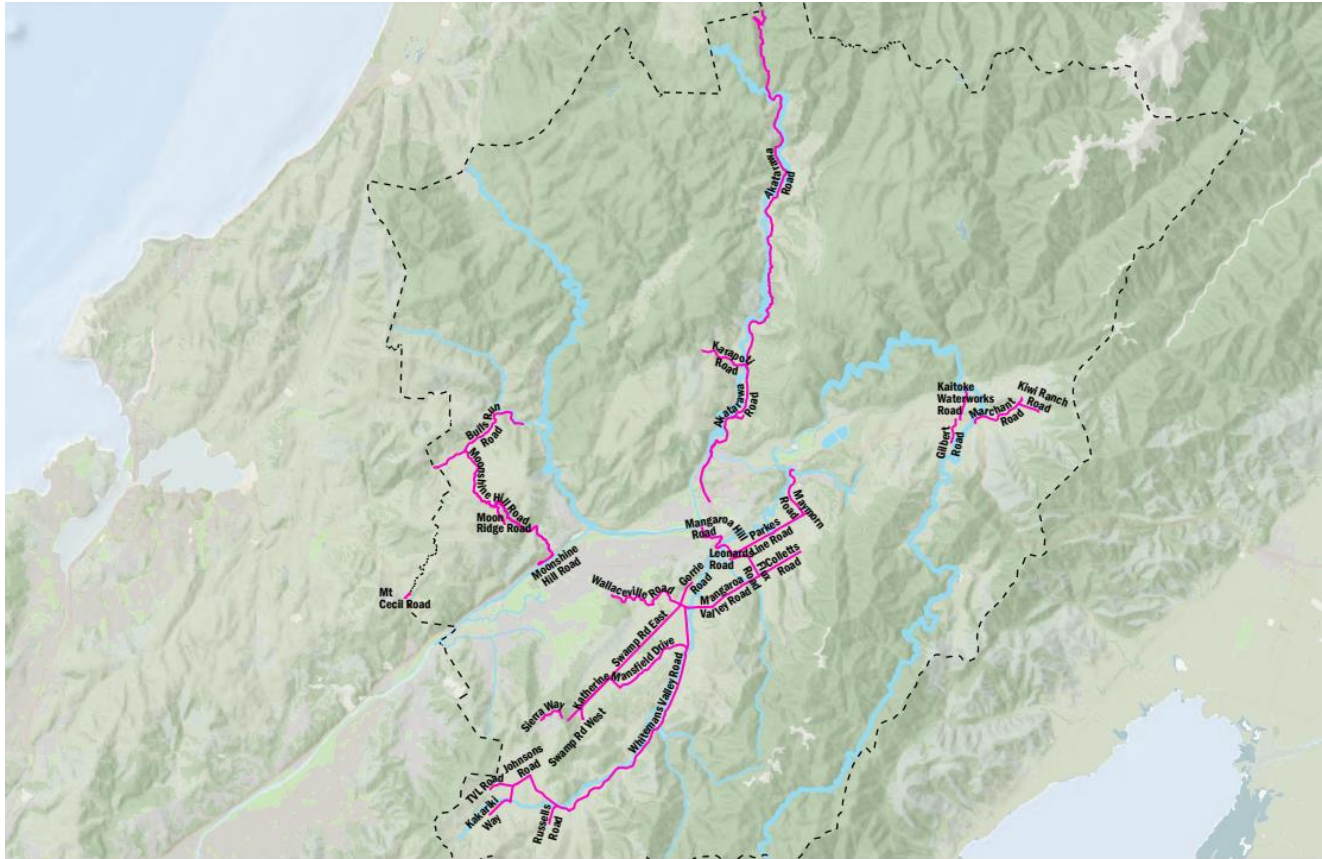 Akatarawa
Road
Karapoti
Road
Akatarawa
Road
Kaitoke
Waterworks
Road
Kiwi Ranch
Road
Marchant
Road
Gilbert
Road
Bulls Run
Road
Moonshine Hill Road
Moon
Ridge Road
Moonshine
Hill Road
Mt
Cecil Road
Maymorn
Road
Mangaroa Hill
Road
Parkes
Line Road
Leonards
Road
Colletts
Road
Flux
Road
Gorrie
Road
Mangaroa
Valley Road
Wallaceville Road
Swamp Rd East
Mansfield Drive
Katherine
Whitemans Valley Road
Sierra Way
Swamp Rd West
Johnsons
Road
TVL Road
Kakariki
Way
Russells
Road